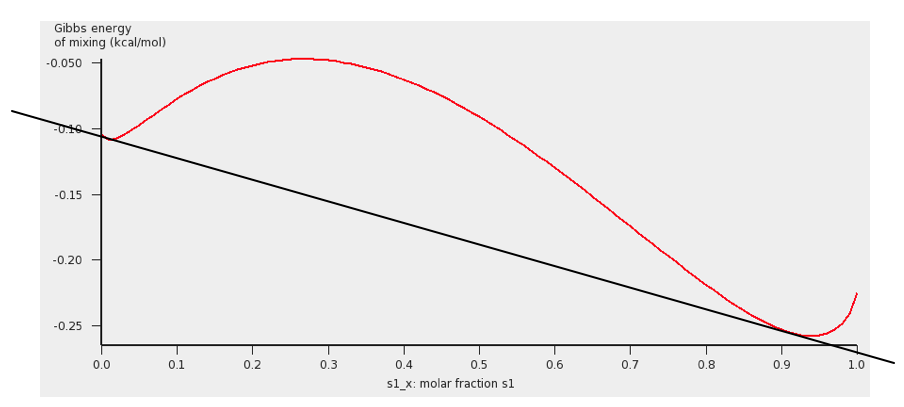 Gibbs energy
of mixing (kcal/mol)
-0.050
-0.10
-0.15
-0.20
-0.25
0.0 0.1 0.2 0.3 0.4 0.5 0.6 0.7 0.8 0.9 1.0
s1_x: molar fraction s1